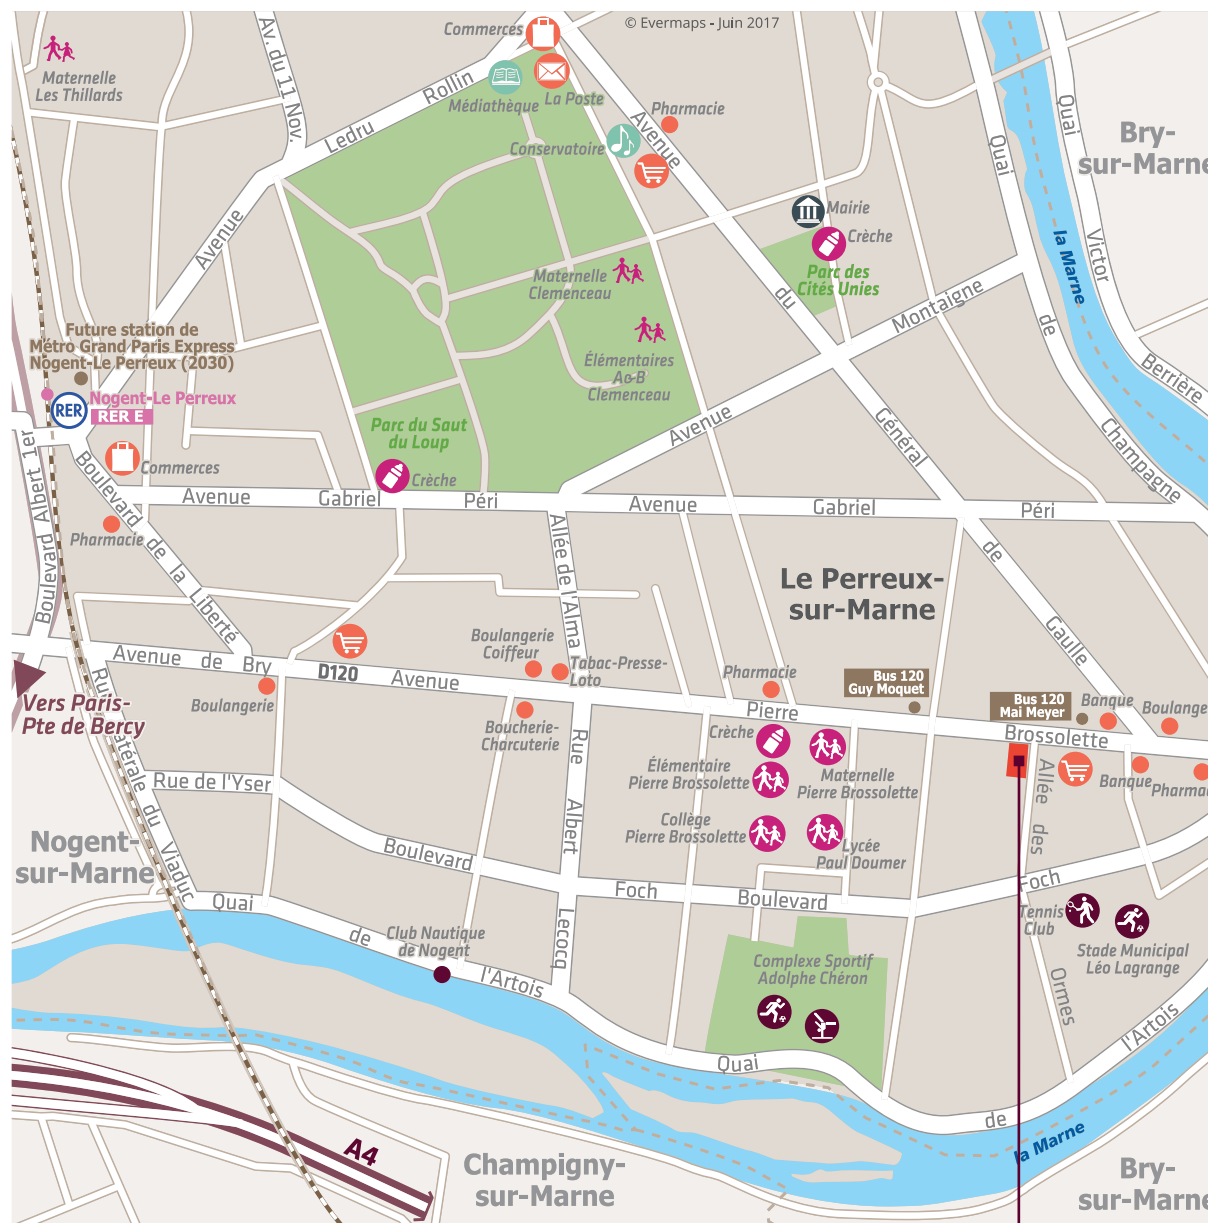 © Evermaps - Juin 2017
Commerces
Maternelle
Les Thillards
Av. du 11 Nov.
Ledru
Rollin
Médiathèque
La Poste
Pharmacie
Conservatoire
Avenue
Quai
Quai
Bry-
sur-Marne
Avenue
Mairie
Crèche
Parc des
Cités Unies
la Marne
Victor
Maternelle
Clemenceau
du
Montaigne
de
Future station de
Métro Grand Paris Express
Nogent-Le Perreux (2030)
Élémentaires
A et B
Clemenceau
Berrière
Nogent-Le Perreux
RER
RER E
Parc du Saut
du Loup
Avenue
Général
Champagne
Boulevard Albert 1er
Commerces
Crèche
Boulevard
Avenue
Gabriel
Péri
Avenue
Gabriel
Péri
Pharmacie
de la Liberté
Allée de l'Alma
de
Le Perreux-
sur-Marne
Gaulle
Avenue de Bry
D120
Avenue
Boulangerie
Coiffeur
Tabac-Presse-
Loto
Pharmacie
Bus 120
Guy Moquet
Bus 120
Mai Meyer
Banque
Boulange
Vers Paris-
Pte de Bercy
Boulangerie
Boucherie-
Charcuterie
Pierre
Brossolette
Crèche
Rue
Élémentaire
Pierre Brossolette
Maternelle
Pierre Brossolette
Banque
Pharma
Rue de l'Yser
Albert
Collège
Pierre Brossolette
Lycée
Paul Doumer
Allée
des
Nogent-
sur-Marne
du Viaduc
Boulevard
Foch
Boulevard
Foch
Quai
de
Club Nautique
de Nogent
Lecocq
Tennis
Club
Stade Municipal
Léo Lagrange
l'Artois
Complexe Sportif
Adolphe Chéron
Ormes
Quai
de
l'Artois
la Marne
A4
Champigny-
sur-Marne
Bry-
sur-Marne